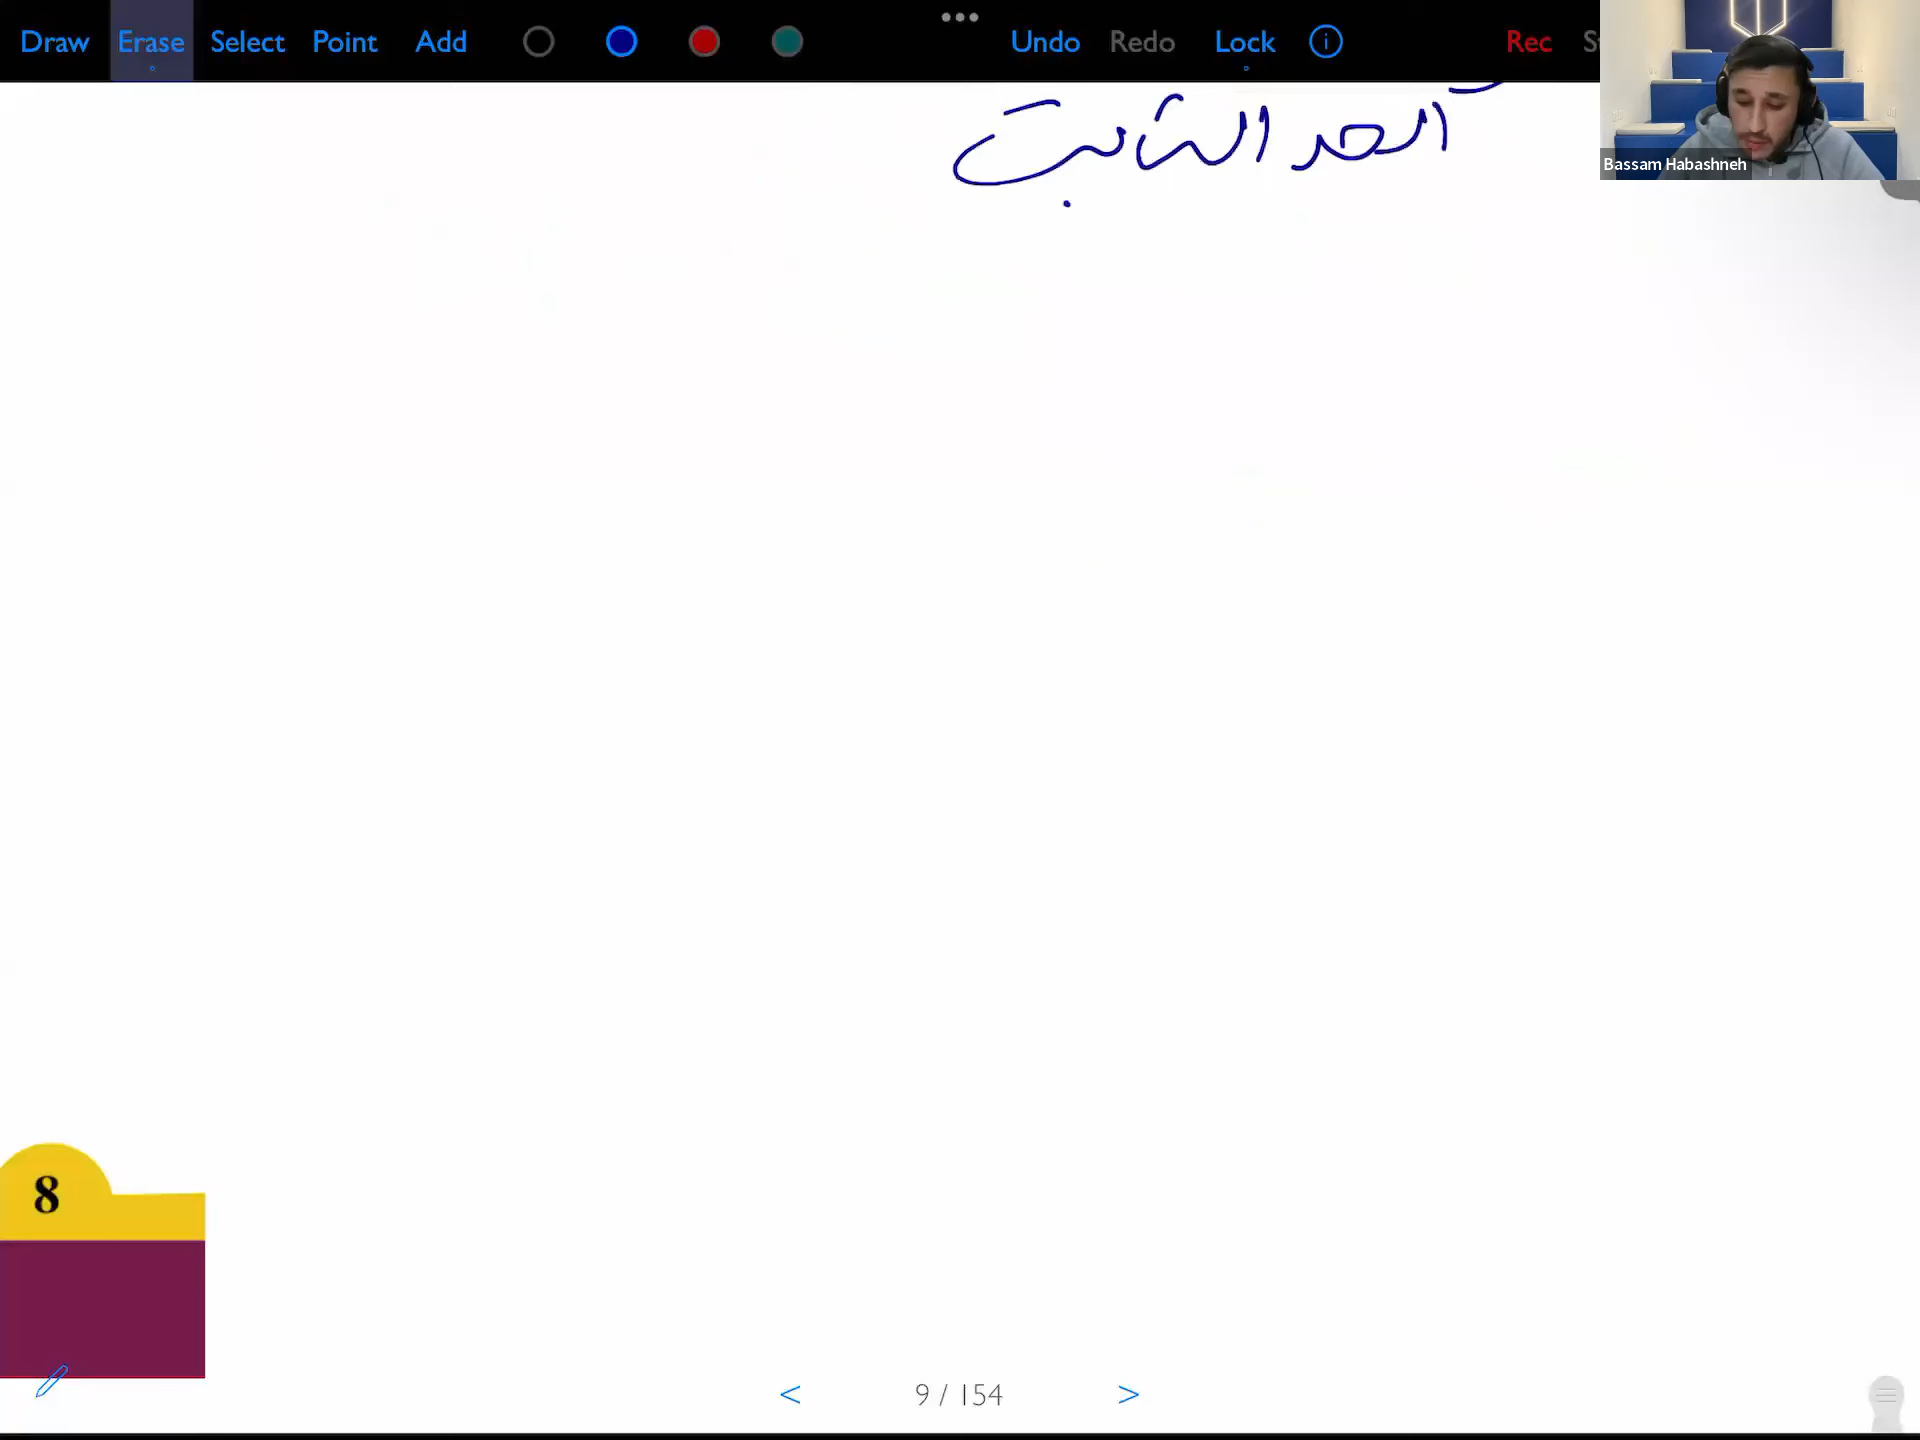 Draw Erase Select Point Add Undo Redo Lock Rec
Bassam Habashneh
الحد الثابت
8
< 9 / 154 >